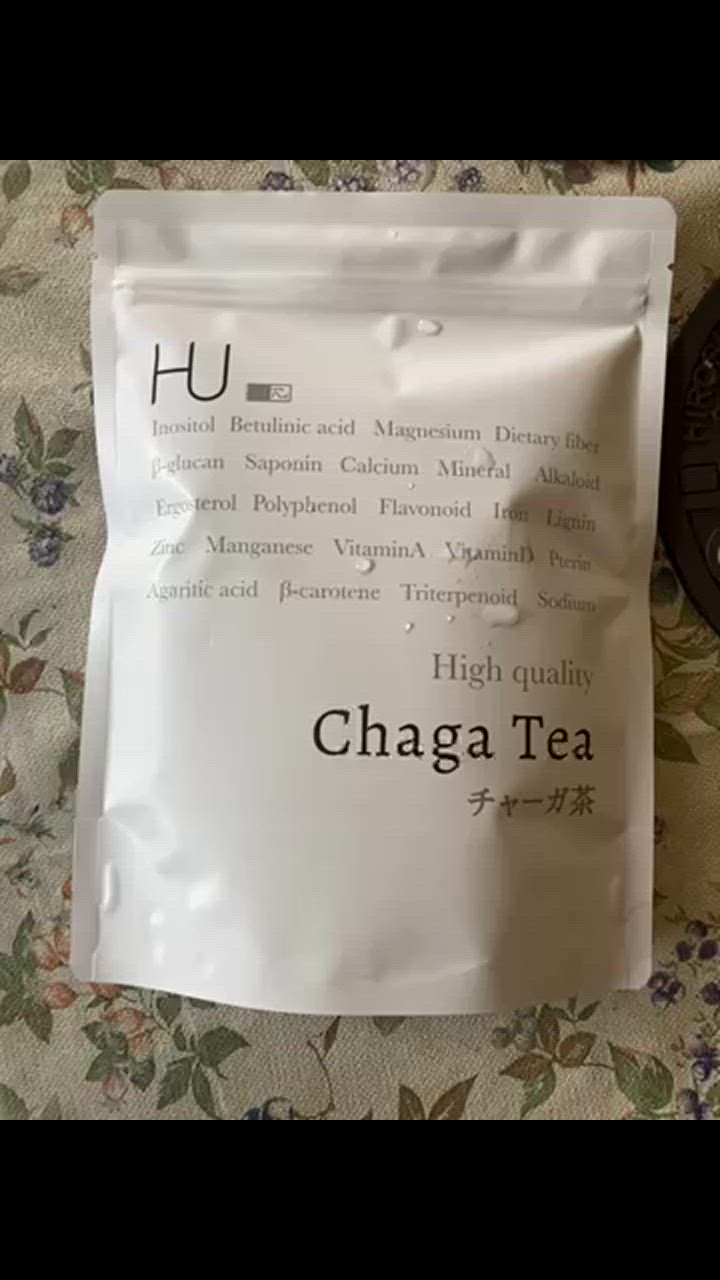 HU
Inositol Betulinic acid Magnesium Dietary fiber
β-glucan Saponin Calcium Mineral Alkaloid
Ergosterol Polyphenol Flavonoid Iron Lignin
Zinc Manganese VitaminA VitaminD Pterin
Agaritic acid β-carotene Triterpenoid Sodium
High quality
Chaga Tea
チャーガ茶